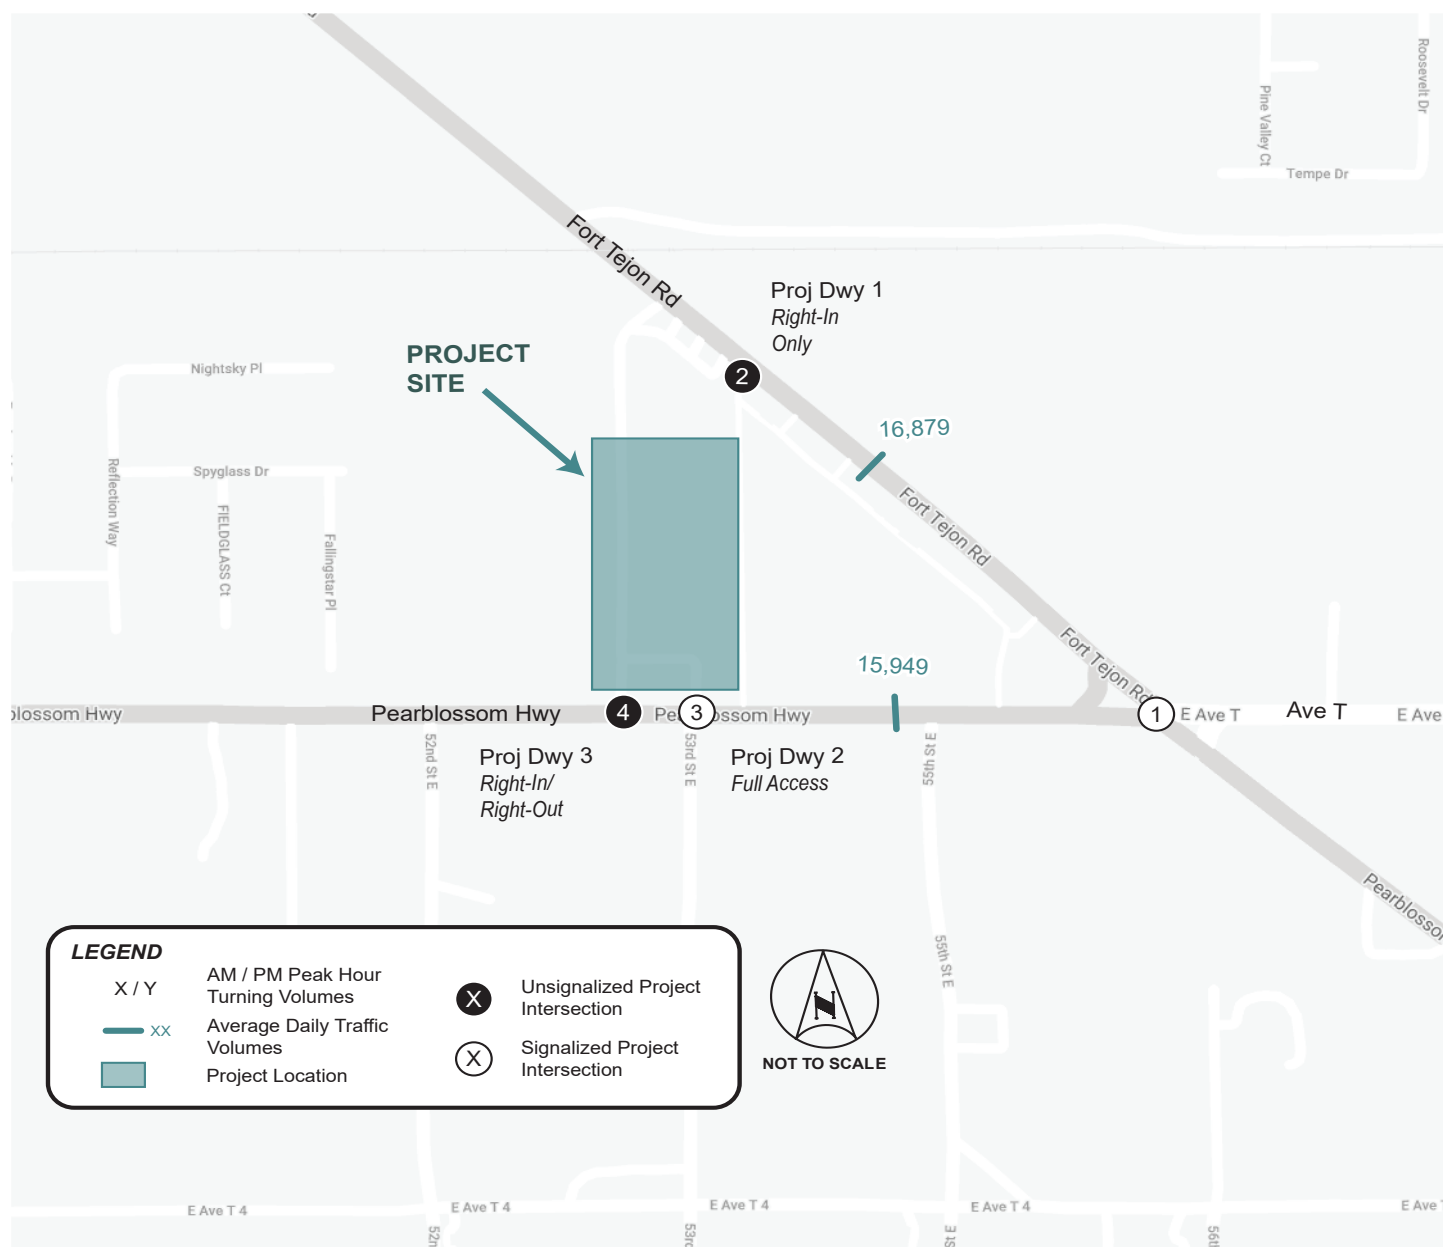 Roosevelt Dr
Pine Valley Ct
Tempe Dr
Fort Tejon Rd
Proj Dwy 1
Right-In
Only
2
PROJECT
SITE
Nightsky Pl
16,879
Reflection Way
Spyglass Dr
FIELDGLASS Ct
Fallingstar Pl
Fort Tejon Rd
Fort Tejon Rd
15,949
blossom Hwy
Pearblossom Hwy
4
3
ossom Hwy
1
E Ave T
Ave T
E Ave
52nd St E
53rd St E
55th St E
Proj Dwy 3
Right-In/
Right-Out
Proj Dwy 2
Full Access
Pearblosso
55th St E
LEGEND
X / Y
AM / PM Peak Hour
Turning Volumes
XX
Average Daily Traffic
Volumes
Project Location
X
Unsignalized Project
Intersection
X
Signalized Project
Intersection
N
NOT TO SCALE
E Ave T 4
E Ave T 4
E Ave T 4
E Ave T 4
E Ave
52n
53rd
56th